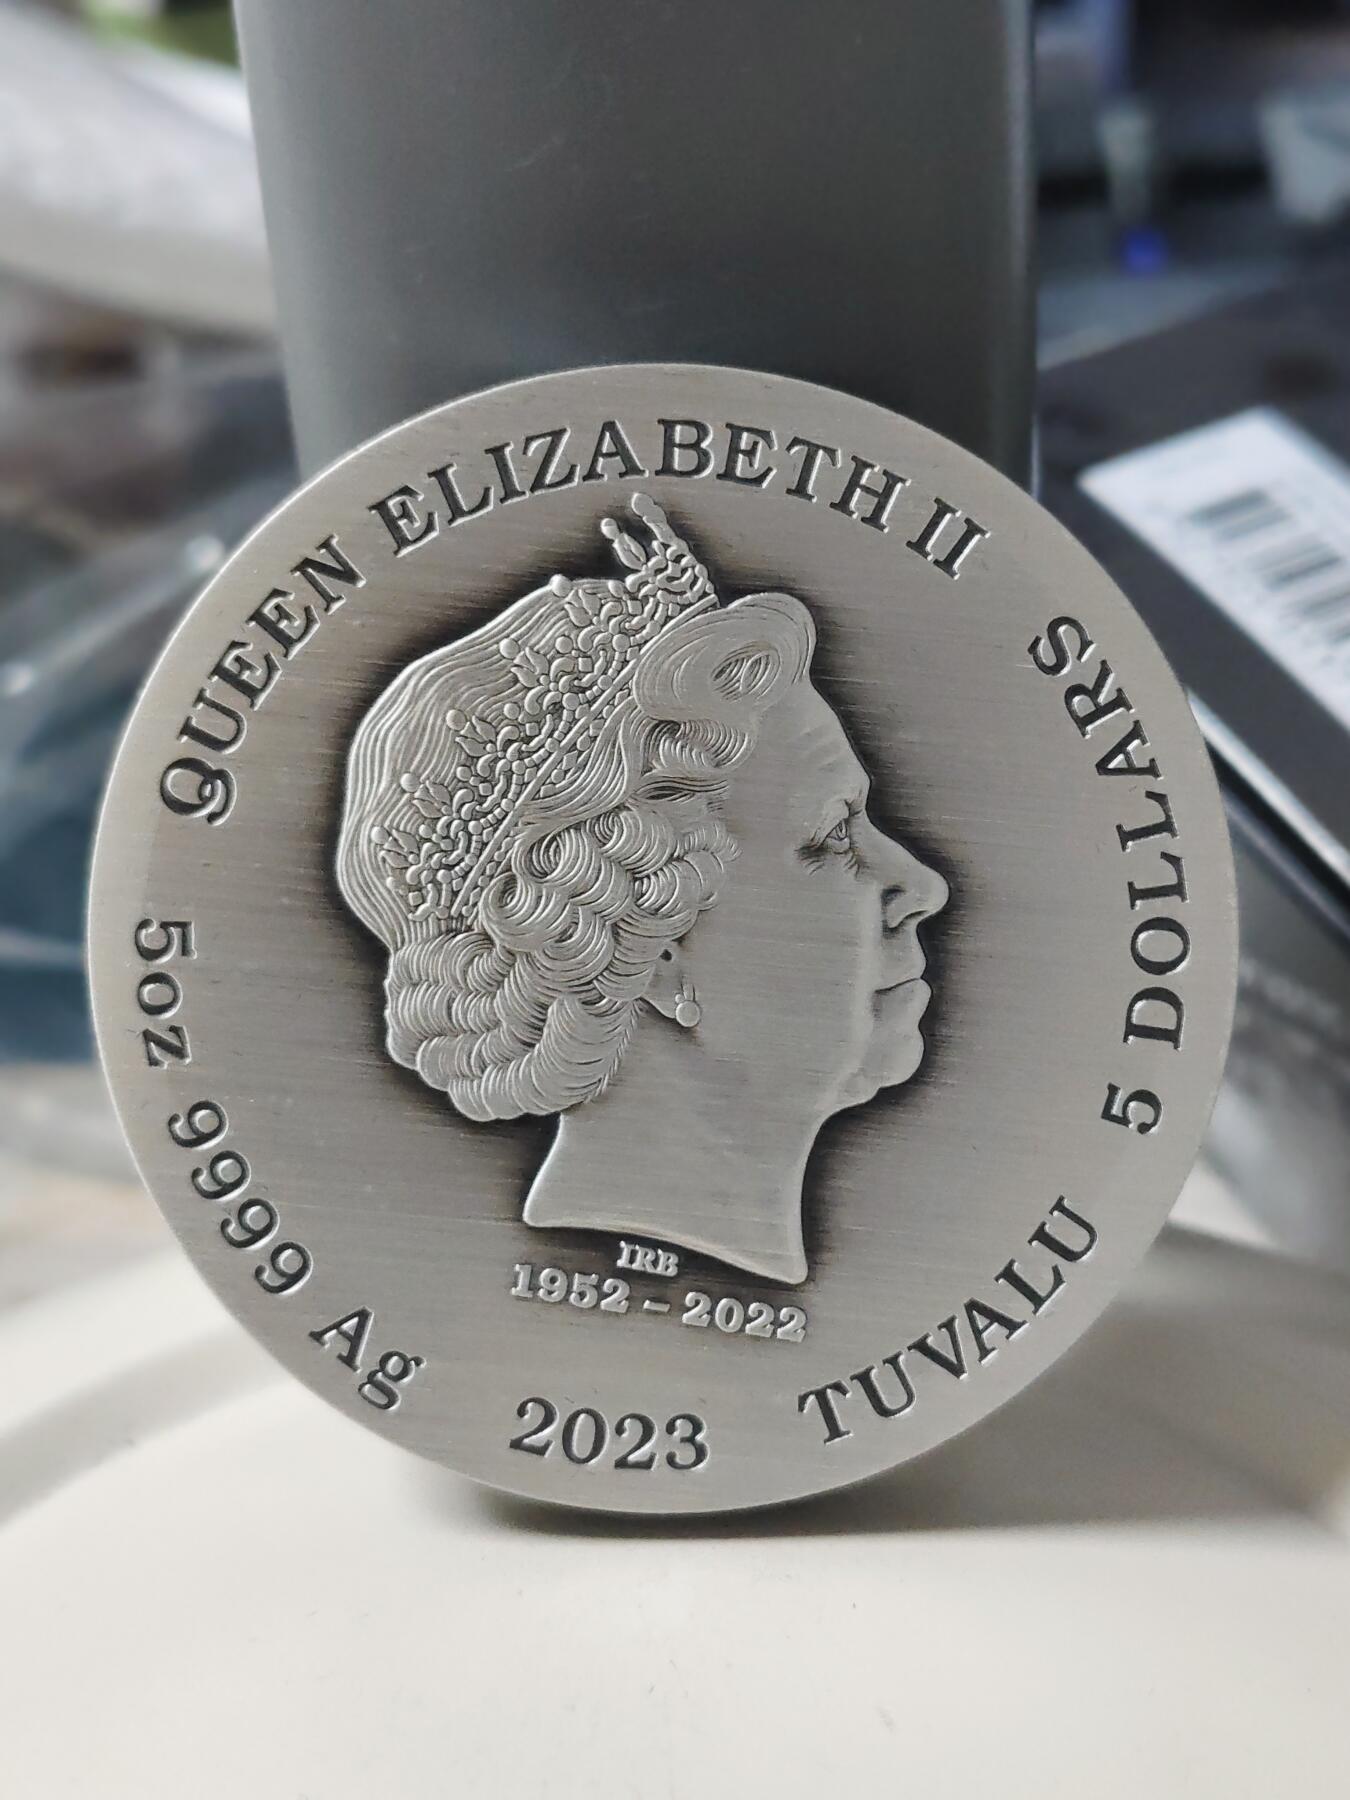 QUEEN ELIZABETH II
5 DOLLARS
TUVALU
2023
5oz 9999 Ag
IRB
1952 – 2022